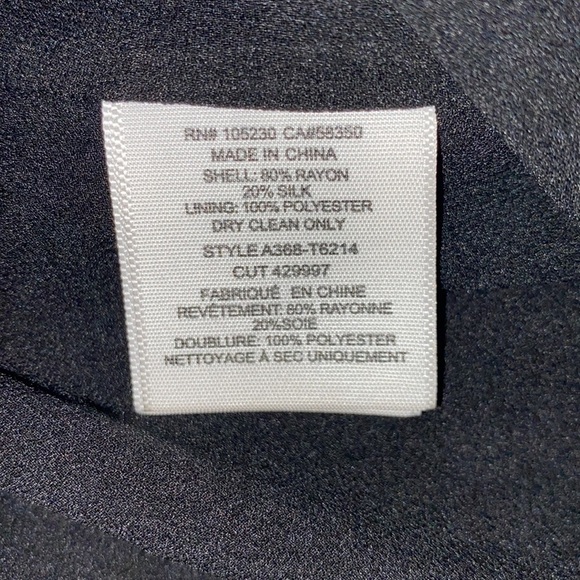 RN# 105230 CA#58350
MADE IN CHINA
SHELL: 80% RAYON
20% SILK
LINING: 100% POLYESTER
DRY CLEAN ONLY
STYLE A368-T6214
CUT 429997
FABRIQUÉ EN CHINE
REVÊTEMENT: 80% RAYONNE
20%SOIE
DOUBLURE: 100% POLYESTER
NETTOYAGE À SEC UNIQUEMENT